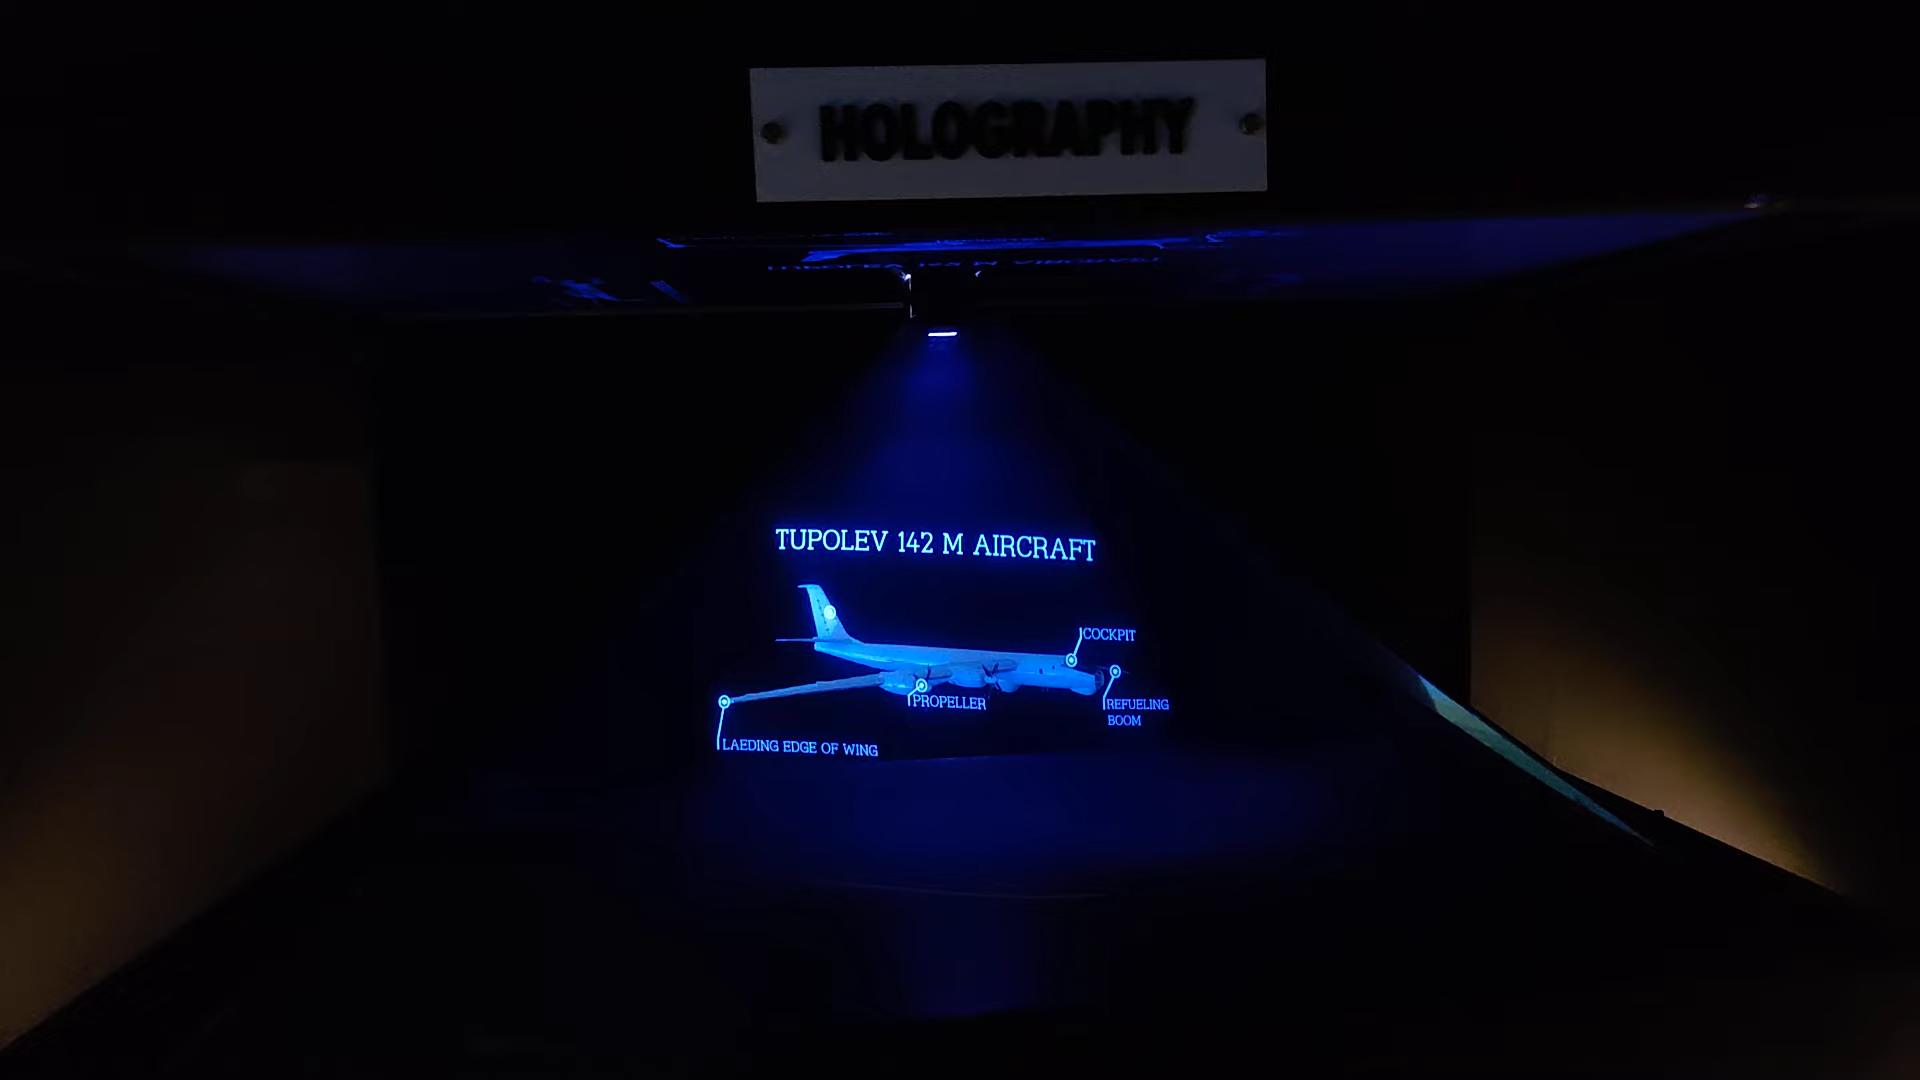 HOLOGRAPHY
TUPOLEV 142 M AIRCRAFT
COCKPIT
PROPELLER
REFUELING
BOOM
LAEDING EDGE OF WING